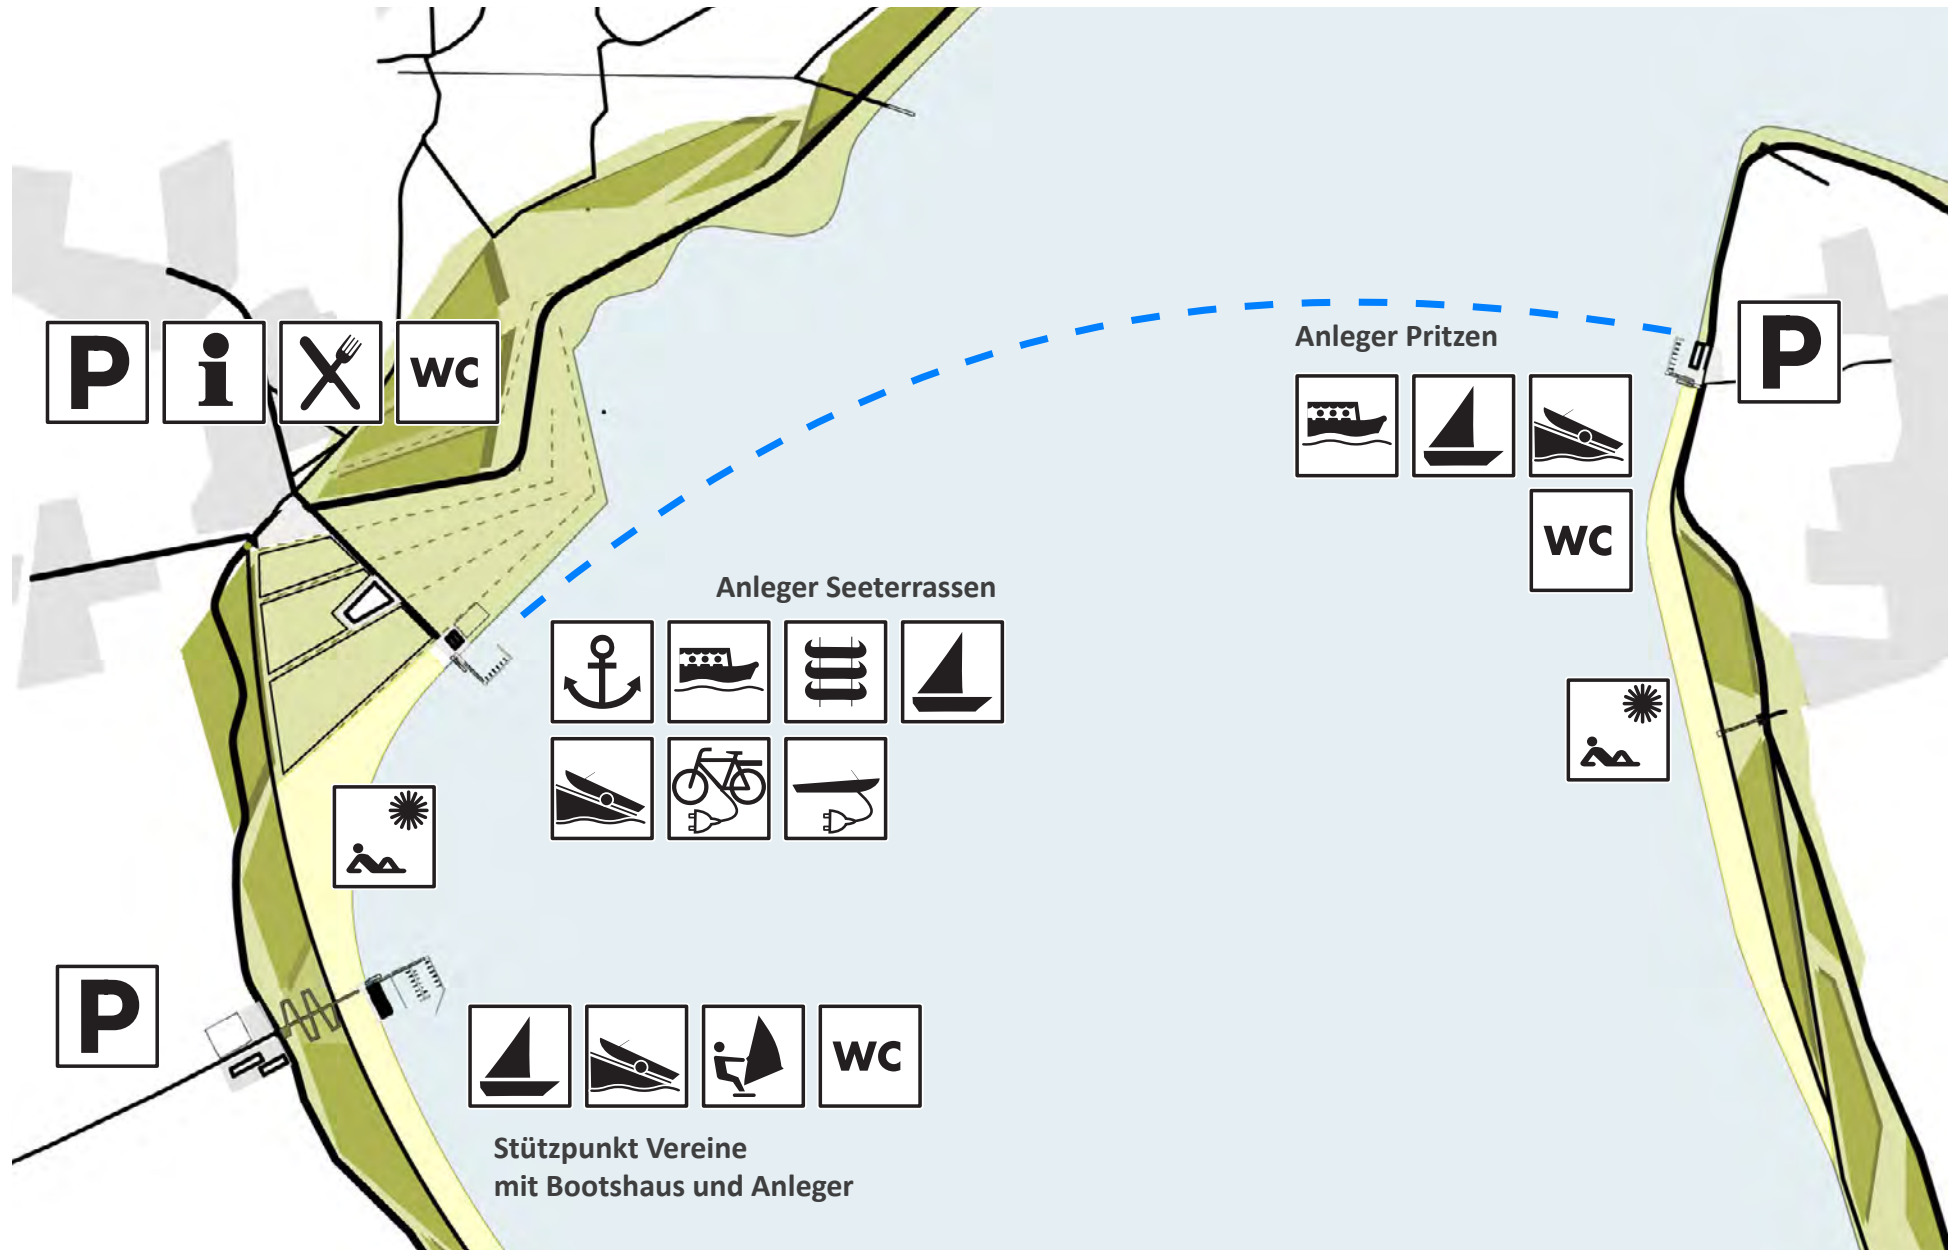 P i WC
Anleger Pritzen
P
WC
Anleger Seeterrassen
P
WC
Stützpunkt Vereine
mit Bootshaus und Anleger